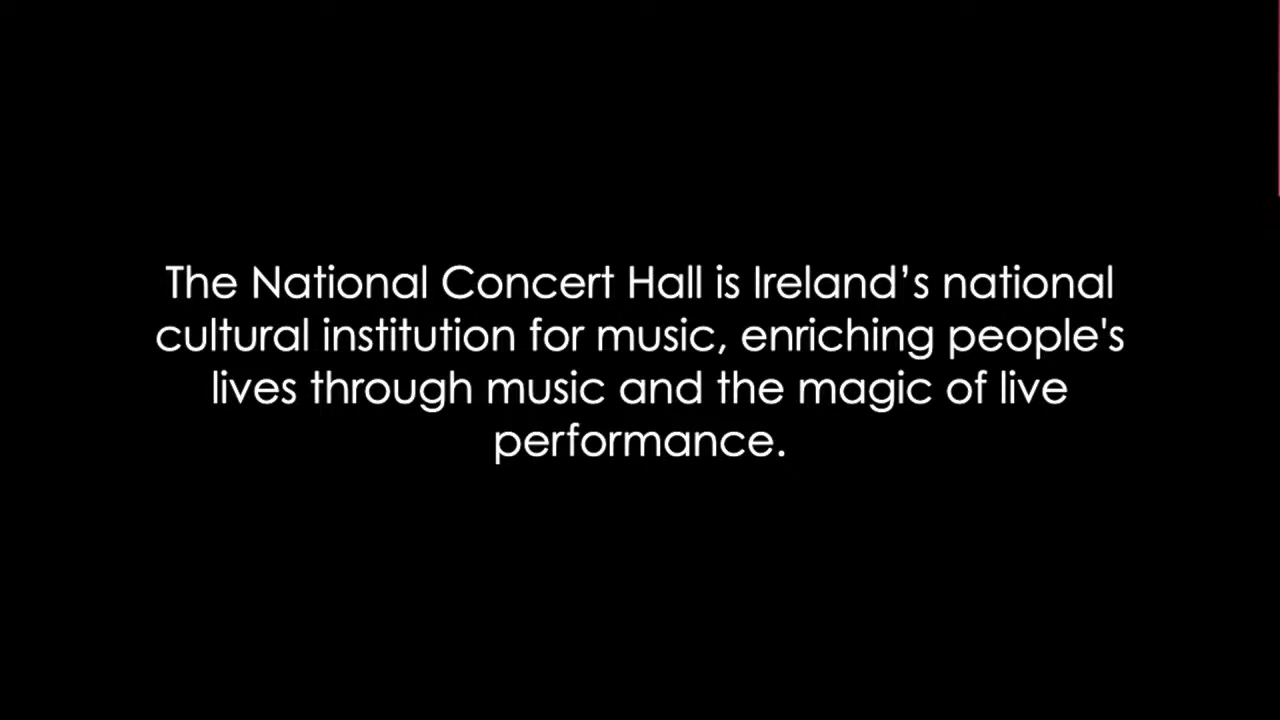 The National Concert Hall is Ireland’s national
cultural institution for music, enriching people's
lives through music and the magic of live
performance.